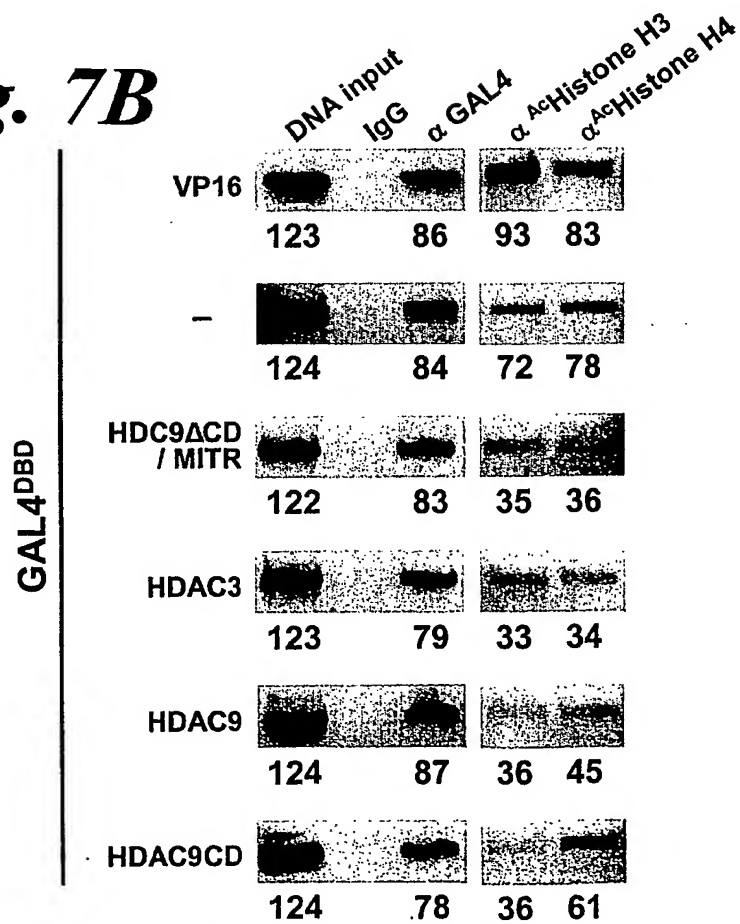 g. 7B
DNA input
IgG
α GAL4
α AcHistone H3
αAcHistone H4
GAL4DBD
VP16
123 86 93 83
–
124 84 72 78
HDC9ΔCD
/ MITR
122 83 35 36
HDAC3
123 79 33 34
HDAC9
124 87 36 45
HDAC9CD
124 .78 36 61